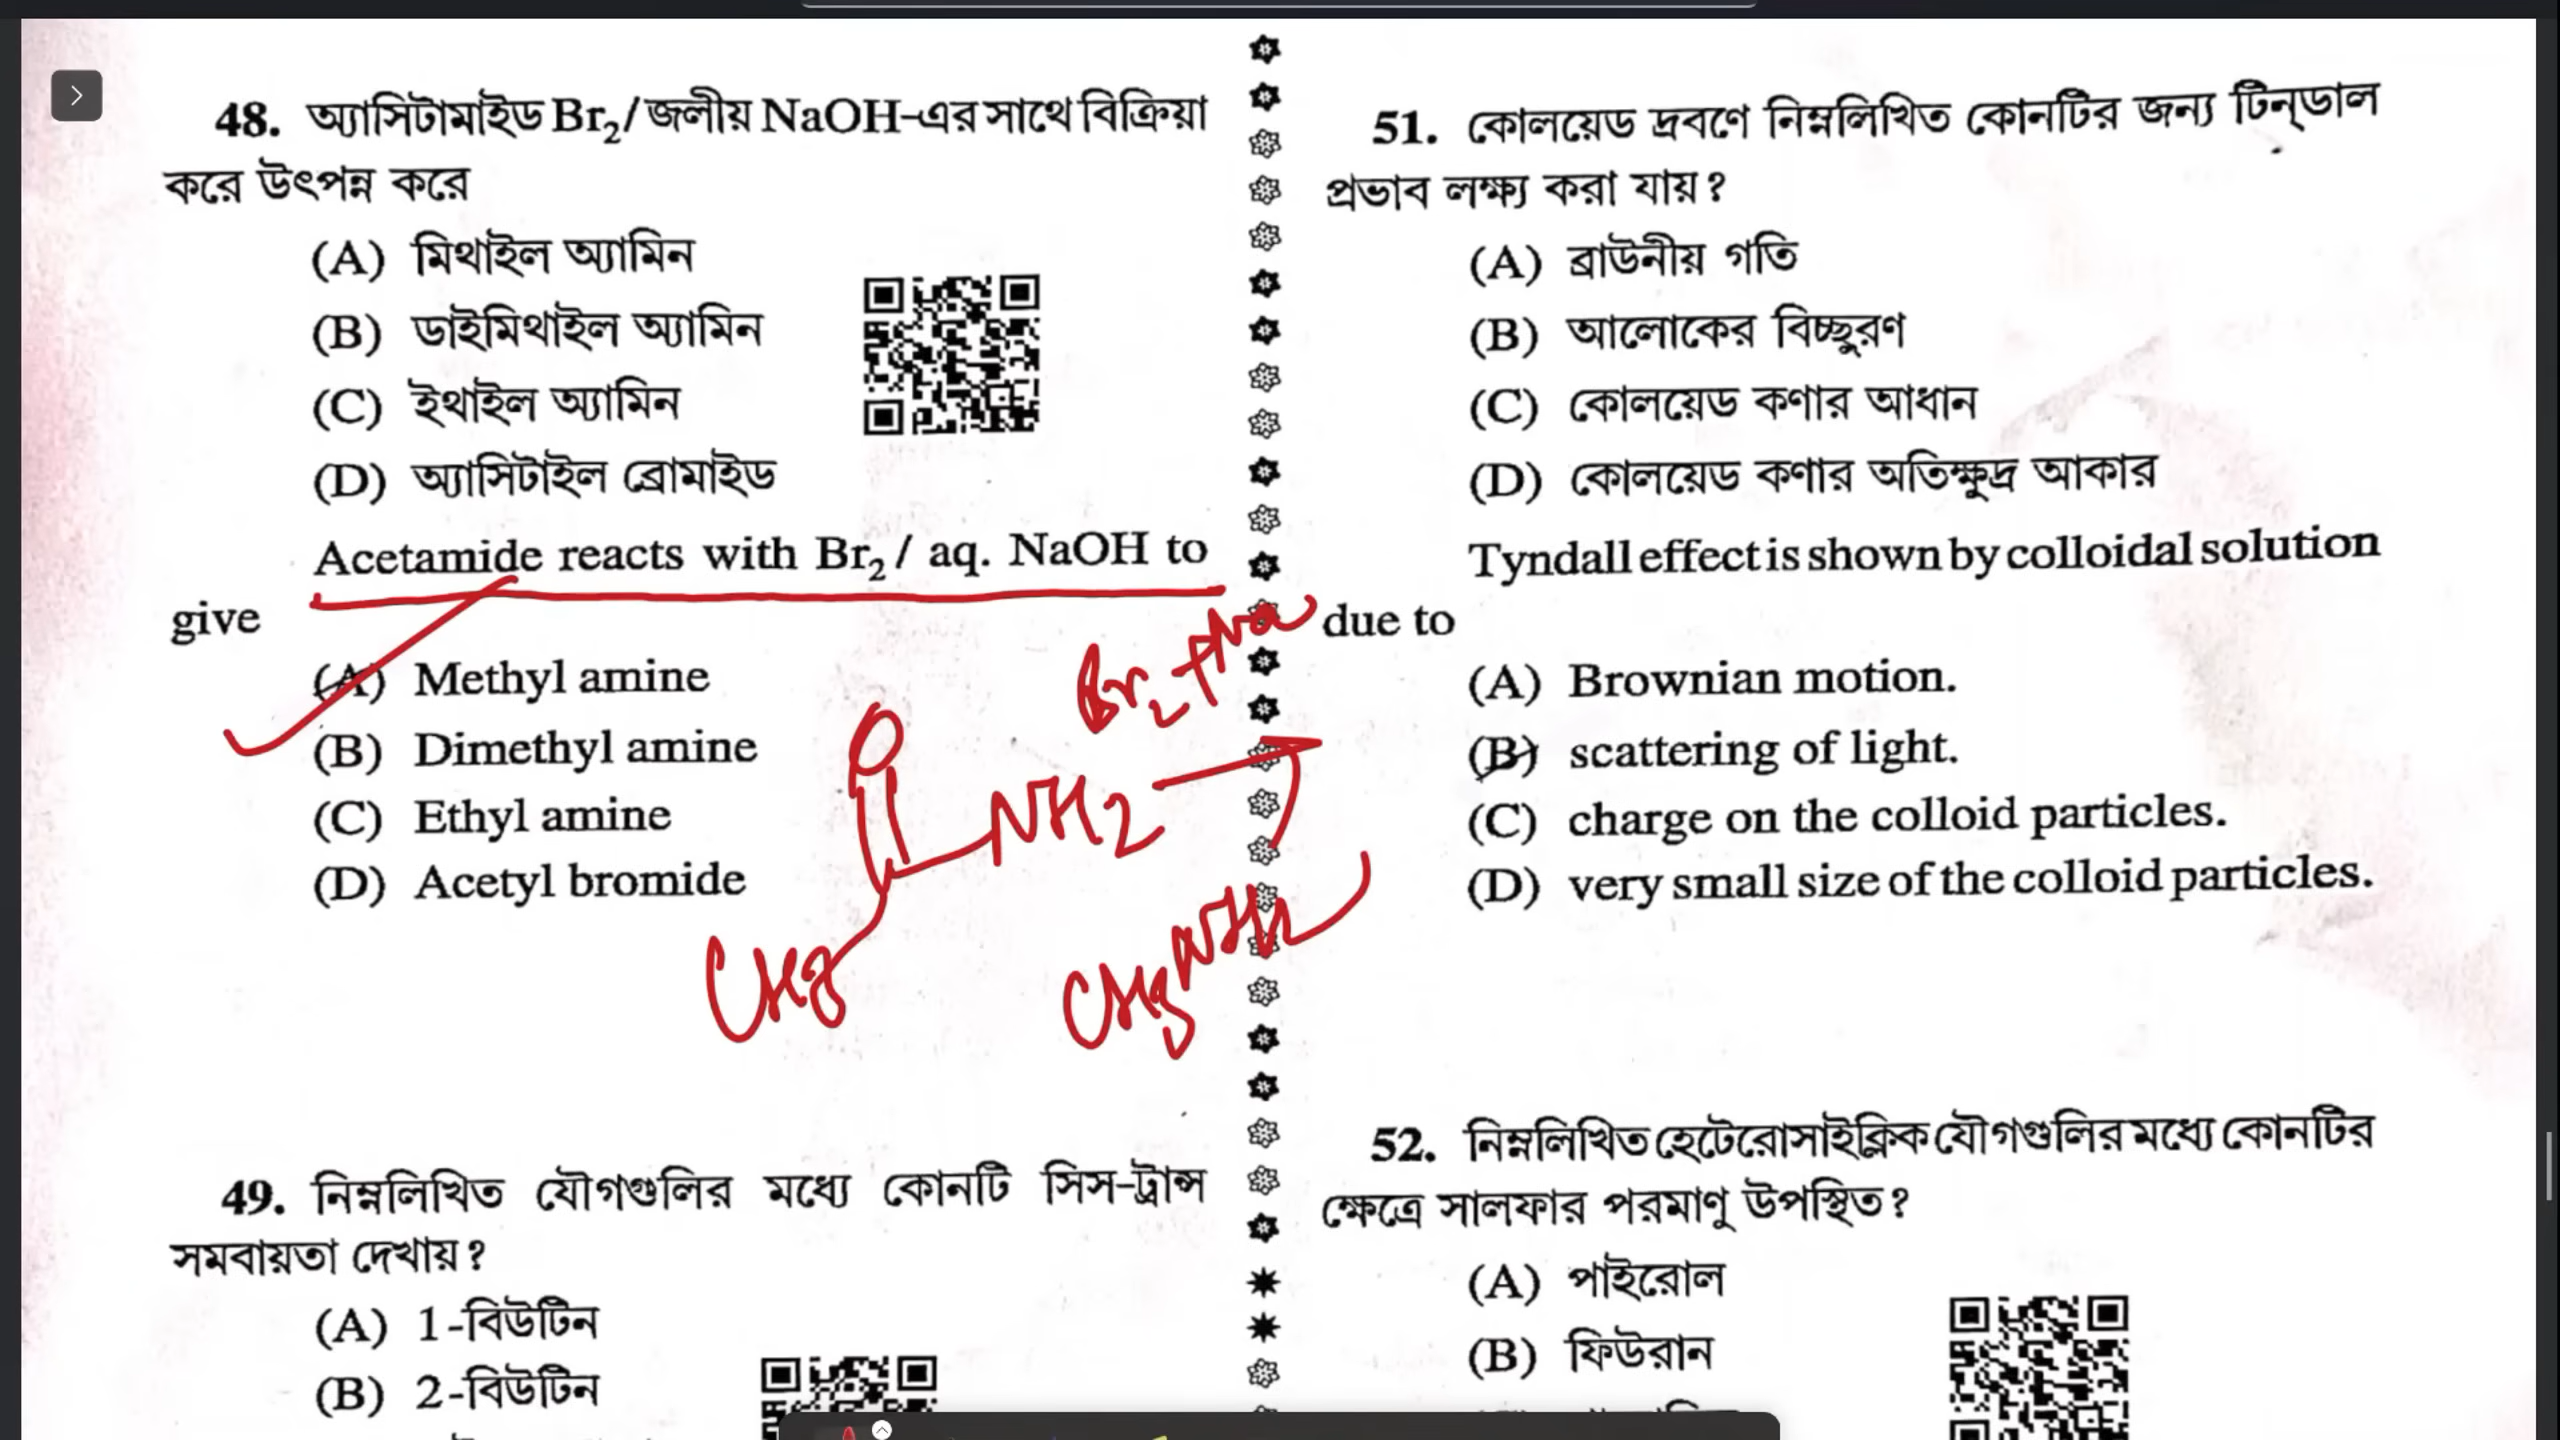 48. অ্যাসিটামাইড Br₂/ জলীয় NaOH-এর সাথে বিক্রিয়া
করে উৎপন্ন করে
(A) মিথাইল অ্যামিন
(B) ডাইমিথাইল অ্যামিন
(C) ইথাইল অ্যামিন
(D) অ্যাসিটাইল ব্রোমাইড
Acetamide reacts with Br₂ / aq. NaOH to
give
(A) Methyl amine
(B) Dimethyl amine
(C) Ethyl amine
(D) Acetyl bromide
Br₂ + Na
O
NH₂
CH₃
CH₃NH₂
49. নিম্নলিখিত যৌগগুলির মধ্যে কোনটি সিস-ট্রান্স
সমবায়তা দেখায়?
(A) 1-বিউটিন
(B) 2-বিউটিন
51. কোলয়েড দ্রবণে নিম্নলিখিত কোনটির জন্য টিন্‌ডাল
প্রভাব লক্ষ্য করা যায়?
(A) ব্রাউনীয় গতি
(B) আলোকের বিচ্ছুরণ
(C) কোলয়েড কণার আধান
(D) কোলয়েড কণার অতিক্ষুদ্র আকার
Tyndall effect is shown by colloidal solution
due to
(A) Brownian motion.
(B) scattering of light.
(C) charge on the colloid particles.
(D) very small size of the colloid particles.
52. নিম্নলিখিত হেটেরোসাইক্লিক যৌগগুলির মধ্যে কোনটির
ক্ষেত্রে সালফার পরমাণু উপস্থিত?
(A) পাইরোল
(B) ফিউরান